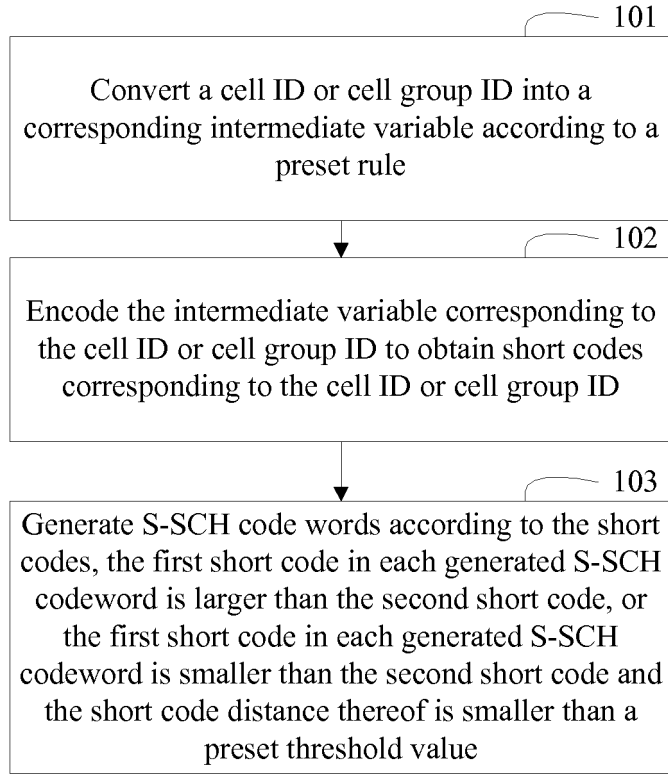 101
Convert a cell ID or cell group ID into a
corresponding intermediate variable according to a
preset rule
102
Encode the intermediate variable corresponding to
the cell ID or cell group ID to obtain short codes
corresponding to the cell ID or cell group ID
103
Generate S-SCH code words according to the short
codes, the first short code in each generated S-SCH
codeword is larger than the second short code, or
the first short code in each generated S-SCH
codeword is smaller than the second short code and
the short code distance thereof is smaller than a
preset threshold value